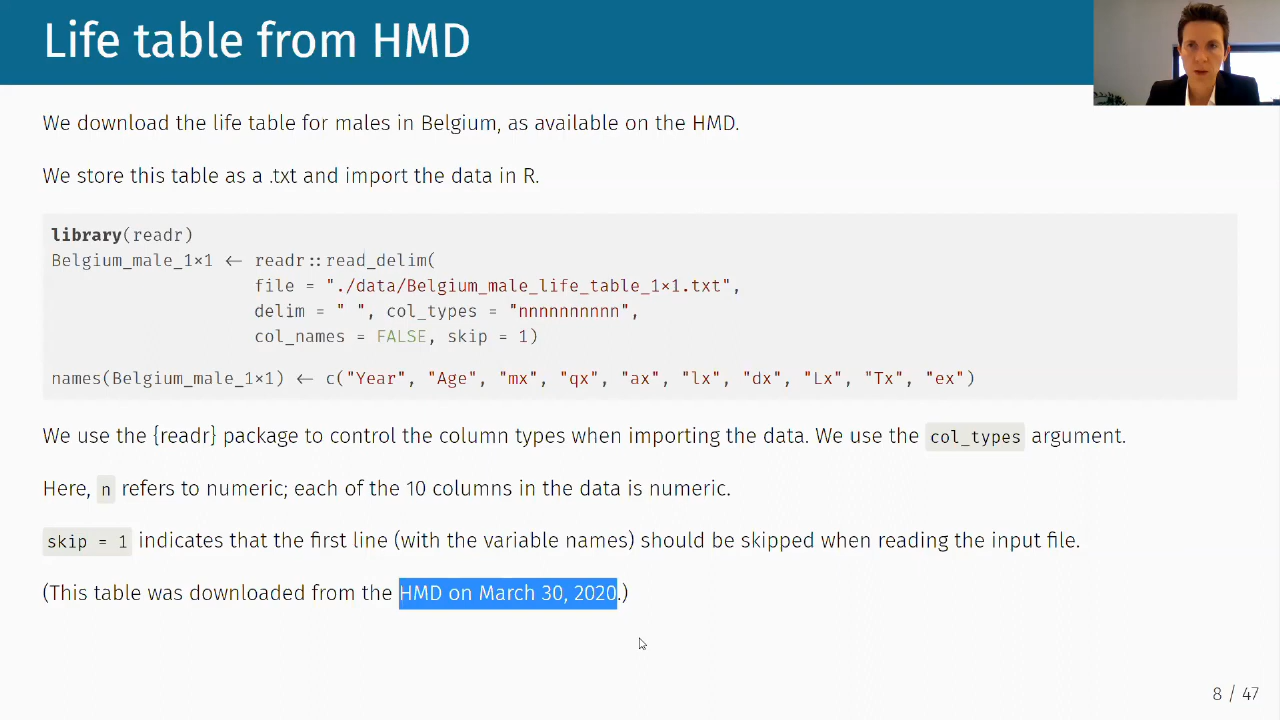 Life table from HMD
We download the life table for males in Belgium, as available on the HMD.
We store this table as a .txt and import the data in R.
library(readr)
Belgium_male_1×1 ← readr::read_delim(
file = "./data/Belgium_male_life_table_1×1.txt",
delim = " ", col_types = "nnnnnnnnnn",
col_names = FALSE, skip = 1)
names(Belgium_male_1×1) ← c("Year", "Age", "mx", "qx", "ax", "lx", "dx", "Lx", "Tx", "ex")
We use the {readr} package to control the column types when importing the data. We use the col_types argument.
Here, n refers to numeric; each of the 10 columns in the data is numeric.
skip = 1 indicates that the first line (with the variable names) should be skipped when reading the input file.
(This table was downloaded from the HMD on March 30, 2020.)
8 / 47